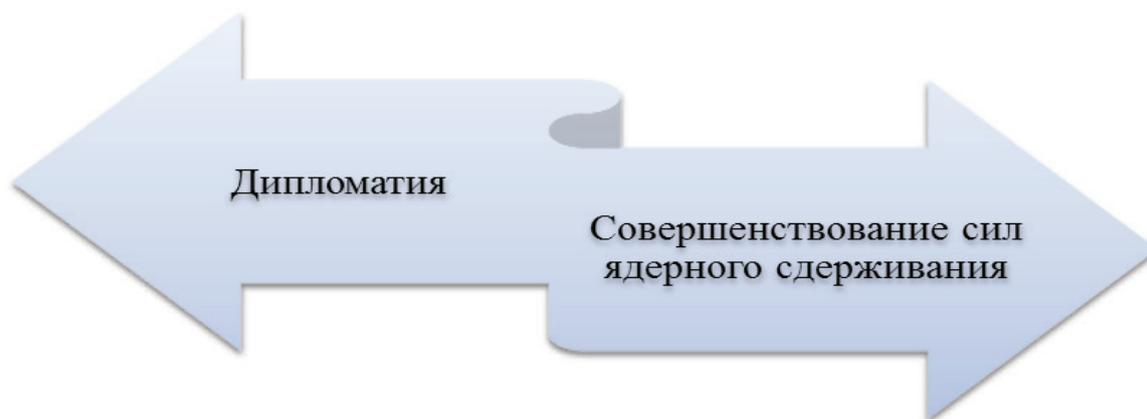 Дипломатия
Совершенствование сил
ядерного сдерживания